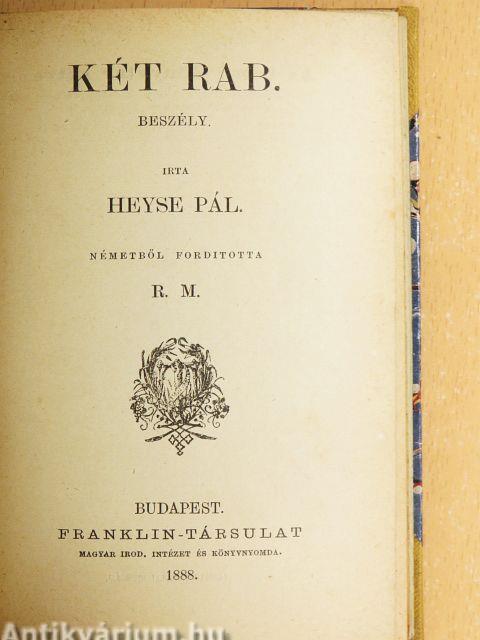 KÉT RAB.
BESZÉLY.
IRTA
HEYSE PÁL.
NÉMETBŐL FORDITOTTA
R. M.
BUDAPEST.
FRANKLIN-TÁRSULAT
MAGYAR IROD. INTÉZET ÉS KÖNYVNYOMDA.
1888.
Antikvárium.hu